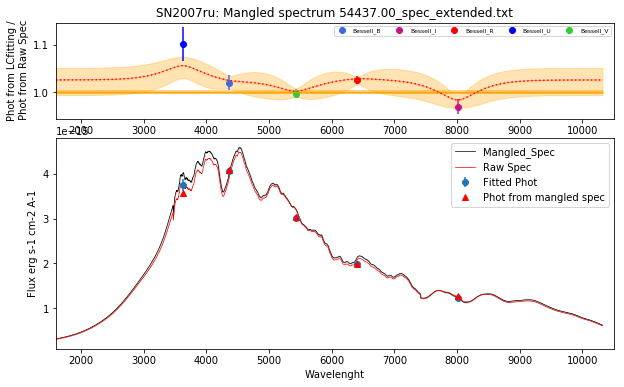 SN2007ru: Mangled spectrum 54437.00_spec_extended.txt
Phot from LCfitting /
Phot from Raw Spec
1.1
1.0
Bessell_B
Bessell_I
Bessell_R
Bessell_U
Bessell_V
2000 3000 4000 5000 6000 7000 8000 9000 10000
Flux erg s-1 cm-2 A-1
4
3
2
1
Mangled_Spec
Raw Spec
Fitted Phot
Phot from mangled spec
2000 3000 4000 5000 6000 7000 8000 9000 10000
Wavelenght